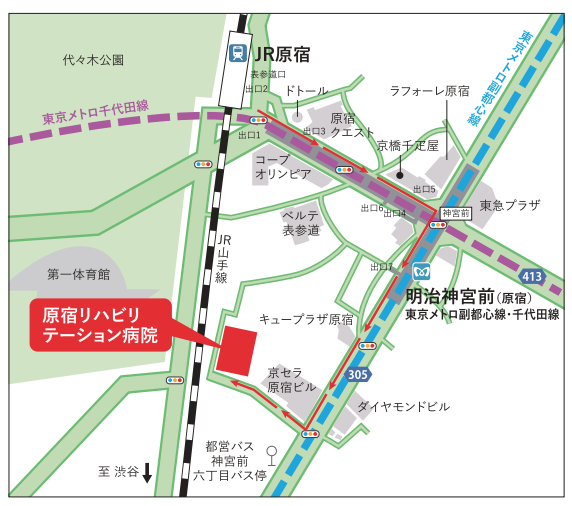 代々木公園
JR原宿
表参道口
出口2
ドトール
ラフォーレ原宿
東京メトロ副都心線
東京メトロ千代田線
出口1
出口3
原宿
クエスト
京橋千疋屋
コープ
オリンピア
出口5
出口6
出口4
神宮前
東急プラザ
ベルテ
表参道
JR
山手線
出口7
413
第一体育館
明治神宮前(原宿)
東京メトロ副都心線・千代田線
原宿リハビリ
テーション病院
キュープラザ原宿
305
京セラ
原宿ビル
ダイヤモンドビル
都営バス
神宮前
六丁目バス停
至 渋谷